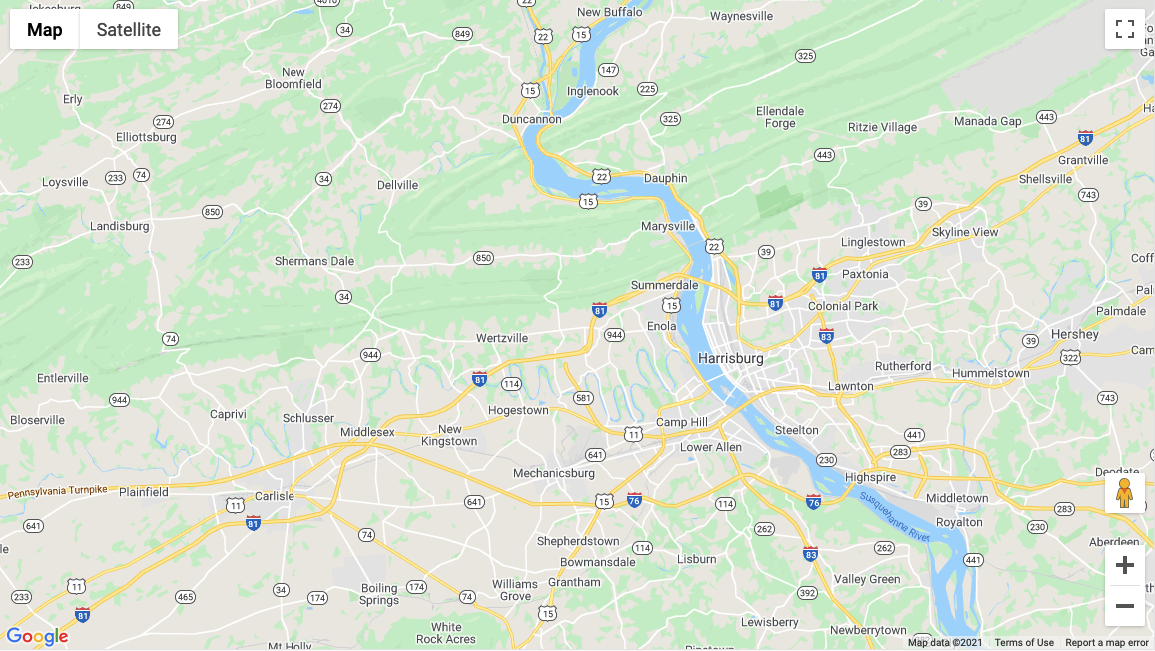 Map
Satellite
849
4010
22
New Buffalo
Waynesville
34
849
22
15
325
New
Bloomfield
147
15
Inglenook
225
Erly
274
274
Duncannon
325
Ellendale
Forge
Manada Gap
443
Elliottsburg
Ritzie Village
81
443
Grantville
Loysville
233
74
34
Dellville
22
Dauphin
Shellsville
743
15
850
39
Landisburg
Marysville
Skyline View
22
39
Linglestown
233
Shermans Dale
850
81
Paxtonia
Summerdale
34
15
81
Colonial Park
81
Palmdale
Enola
944
83
Hershey
74
Wertzville
39
944
Harrisburg
322
Rutherford
Hummelstown
Entlerville
81
114
Lawnton
944
581
743
Bloserville
Caprivi
Schlusser
Hogestown
Camp Hill
Middlesex
New
Kingstown
11
Steelton
441
Lower Allen
641
283
230
Mechanicsburg
Highspire
Pennsylvania Turnpike
Plainfield
Carlisle
11
641
15
76
76
114
Middletown
Susquehanna River
283
81
641
Royalton
230
262
74
Shepherdstown
114
262
Aberdeen
83
441
Bowmansdale
Lisburn
11
Boiling
Springs
174
Williams
Grove
Grantham
Valley Green
233
465
34
174
74
392
81
15
Lewisberry
White
Rock Acres
Newberrytown
Google
Mt Holly
Map data ©2021
Terms of Use
Report a map error